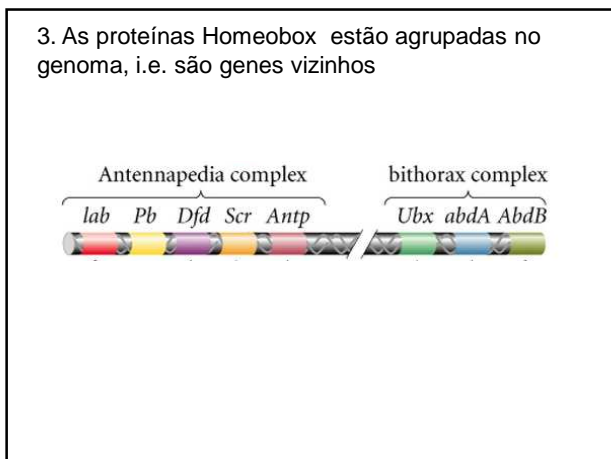 3. As proteínas Homeobox estão agrupadas no
genoma, i.e. são genes vizinhos
Antennapedia complex bithorax complex
lab Pb Dfd Scr Antp Ubx abdA AbdB